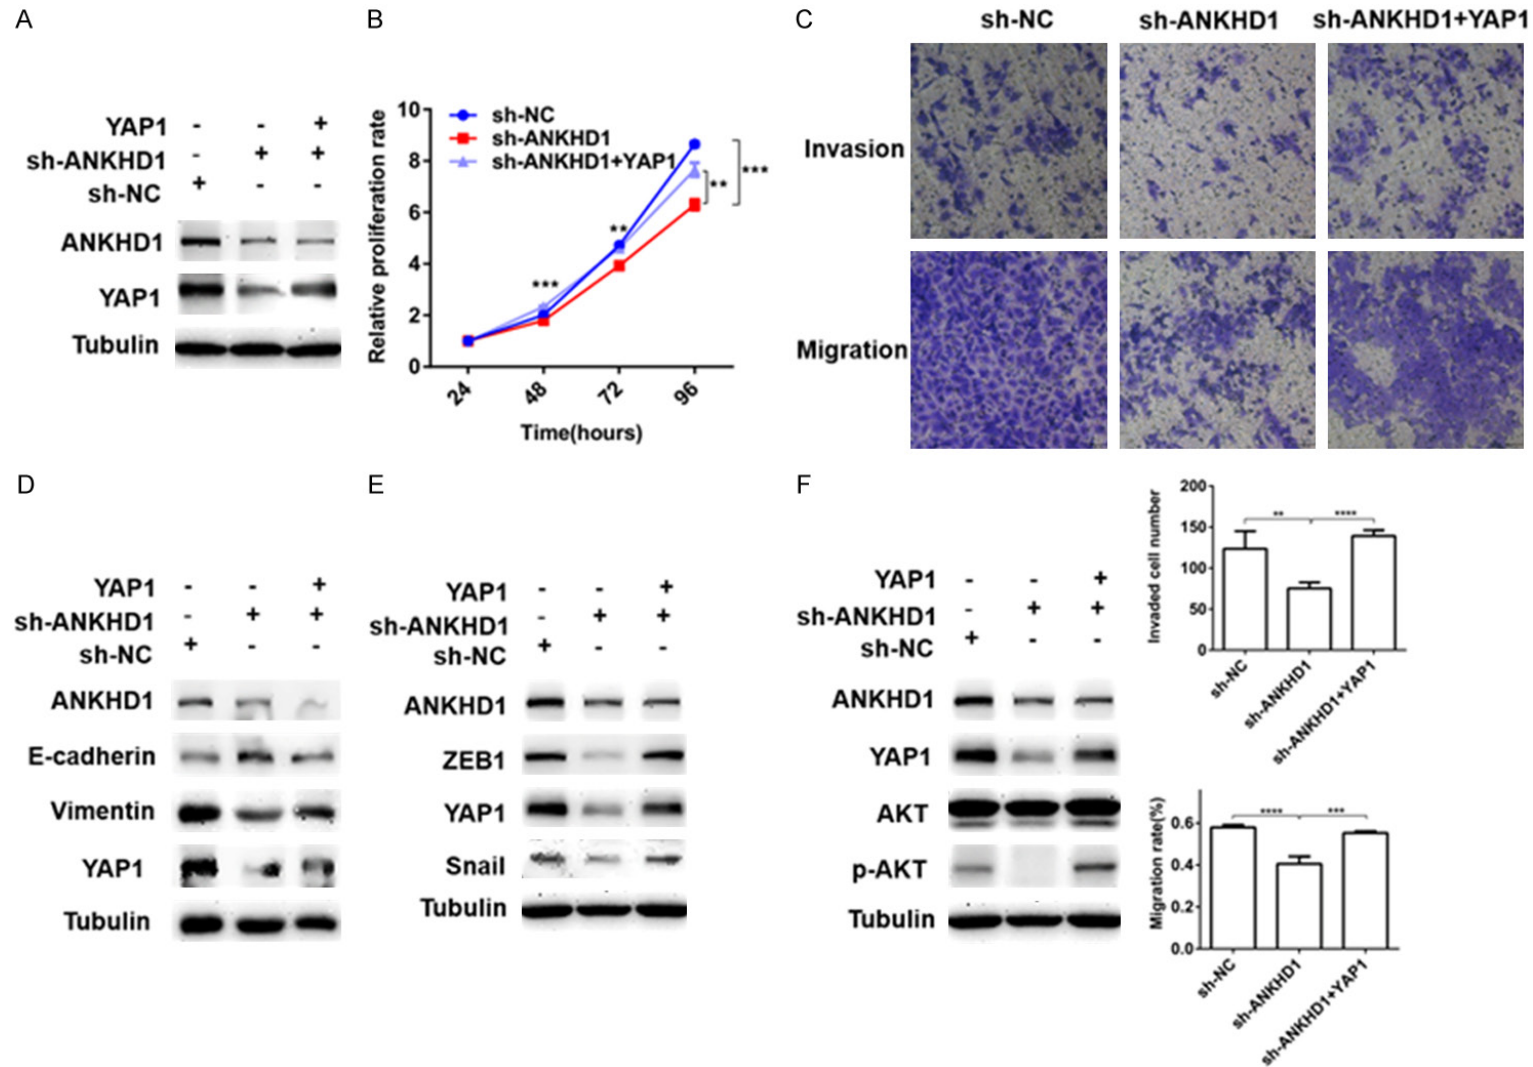 A
YAP1 - - +
sh-ANKHD1 - + +
sh-NC + - -
ANKHD1
YAP1
Tubulin
B
Relative proliferation rate
10
8
6
4
2
0
sh-NC
sh-ANKHD1
sh-ANKHD1+YAP1
***
**
**
***
24 48 72 96
Time(hours)
C
sh-NC sh-ANKHD1 sh-ANKHD1+YAP1
Invasion
Migration
D
YAP1 - - +
sh-ANKHD1 - + +
sh-NC + - -
ANKHD1
E-cadherin
Vimentin
YAP1
Tubulin
E
YAP1 - - +
sh-ANKHD1 - + +
sh-NC + - -
ANKHD1
ZEB1
YAP1
Snail
Tubulin
F
YAP1 - - +
sh-ANKHD1 - + +
sh-NC + - -
ANKHD1
YAP1
AKT
p-AKT
Tubulin
Invaded cell number
200
150
100
50
0
** ****
sh-NC sh-ANKHD1 sh-ANKHD1+YAP1
Migration rate(%)
0.6
0.4
0.2
0.0
**** ***
sh-NC sh-ANKHD1 sh-ANKHD1+YAP1